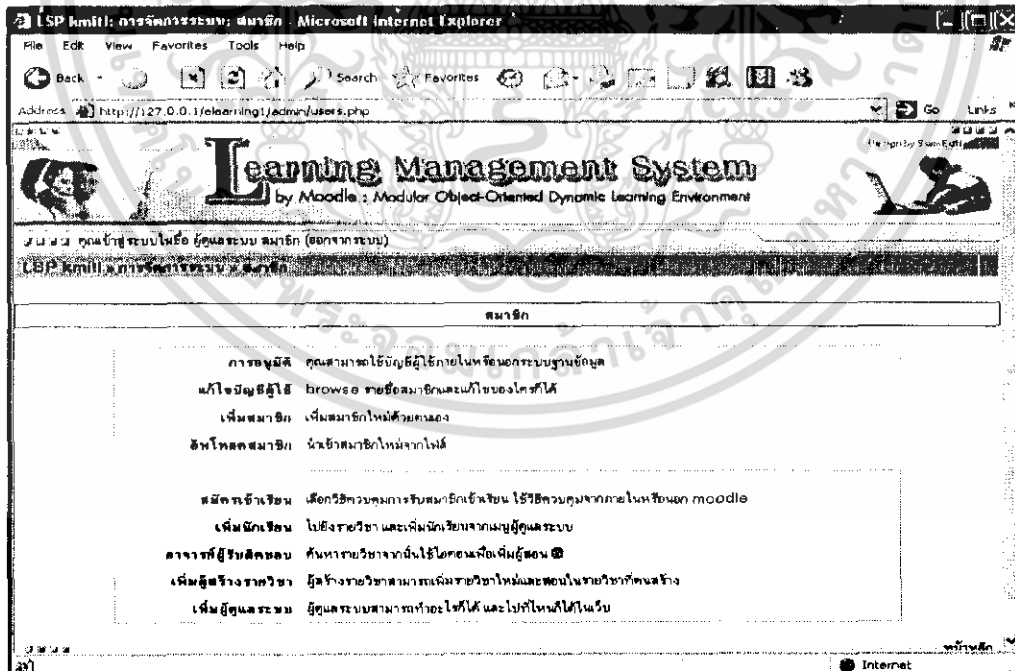 LSP kmitl: การจัดการระบบ: สมาชิก - Microsoft Internet Explorer
File Edit View Favorites Tools Help
Back Search Favorites
Address http://127.0.0.1/elearning1/admin/users.php Go Links
Learning Management System
by Moodle : Modular Object-Oriented Dynamic Learning Environment
คุณเข้าสู่ระบบในชื่อ ผู้ดูแลระบบ สมาชิก (ออกจากระบบ)
LSP kmitl » การจัดการระบบ » สมาชิก
สมาชิก
การอนุมัติ คุณสามารถใช้บัญชีผู้ใช้ภายในหรือนอกระบบฐานข้อมูล
แก้ไขบัญชีผู้ใช้ browse รายชื่อสมาชิกและแก้ไขของใครก็ได้
เพิ่มสมาชิก เพิ่มสมาชิกใหม่ด้วยตนเอง
อัพโหลดสมาชิก นำเข้าสมาชิกใหม่จากไฟล์
สมัครเข้าเรียน เลือกวิธีควบคุมการรับสมาชิกเข้าเรียน ใช้วิธีควบคุมจากภายในหรือนอก moodle
เพิ่มนักเรียน ไปยังรายวิชา และเพิ่มนักเรียนจากเมนูผู้ดูแลระบบ
อาจารย์ผู้รับผิดชอบ ค้นหารายวิชาจากนั้นใช้ไอคอนเพื่อเพิ่มผู้สอน
เพิ่มผู้สร้างรายวิชา ผู้สร้างรายวิชาสามารถเพิ่มรายวิชาใหม่และสอนในรายวิชาที่ตนสร้าง
เพิ่มผู้ดูแลระบบ ผู้ดูแลระบบสามารถทำอะไรก็ได้ และไปที่ไหนก็ได้ในเว็บ
หน้าหลัก
Internet